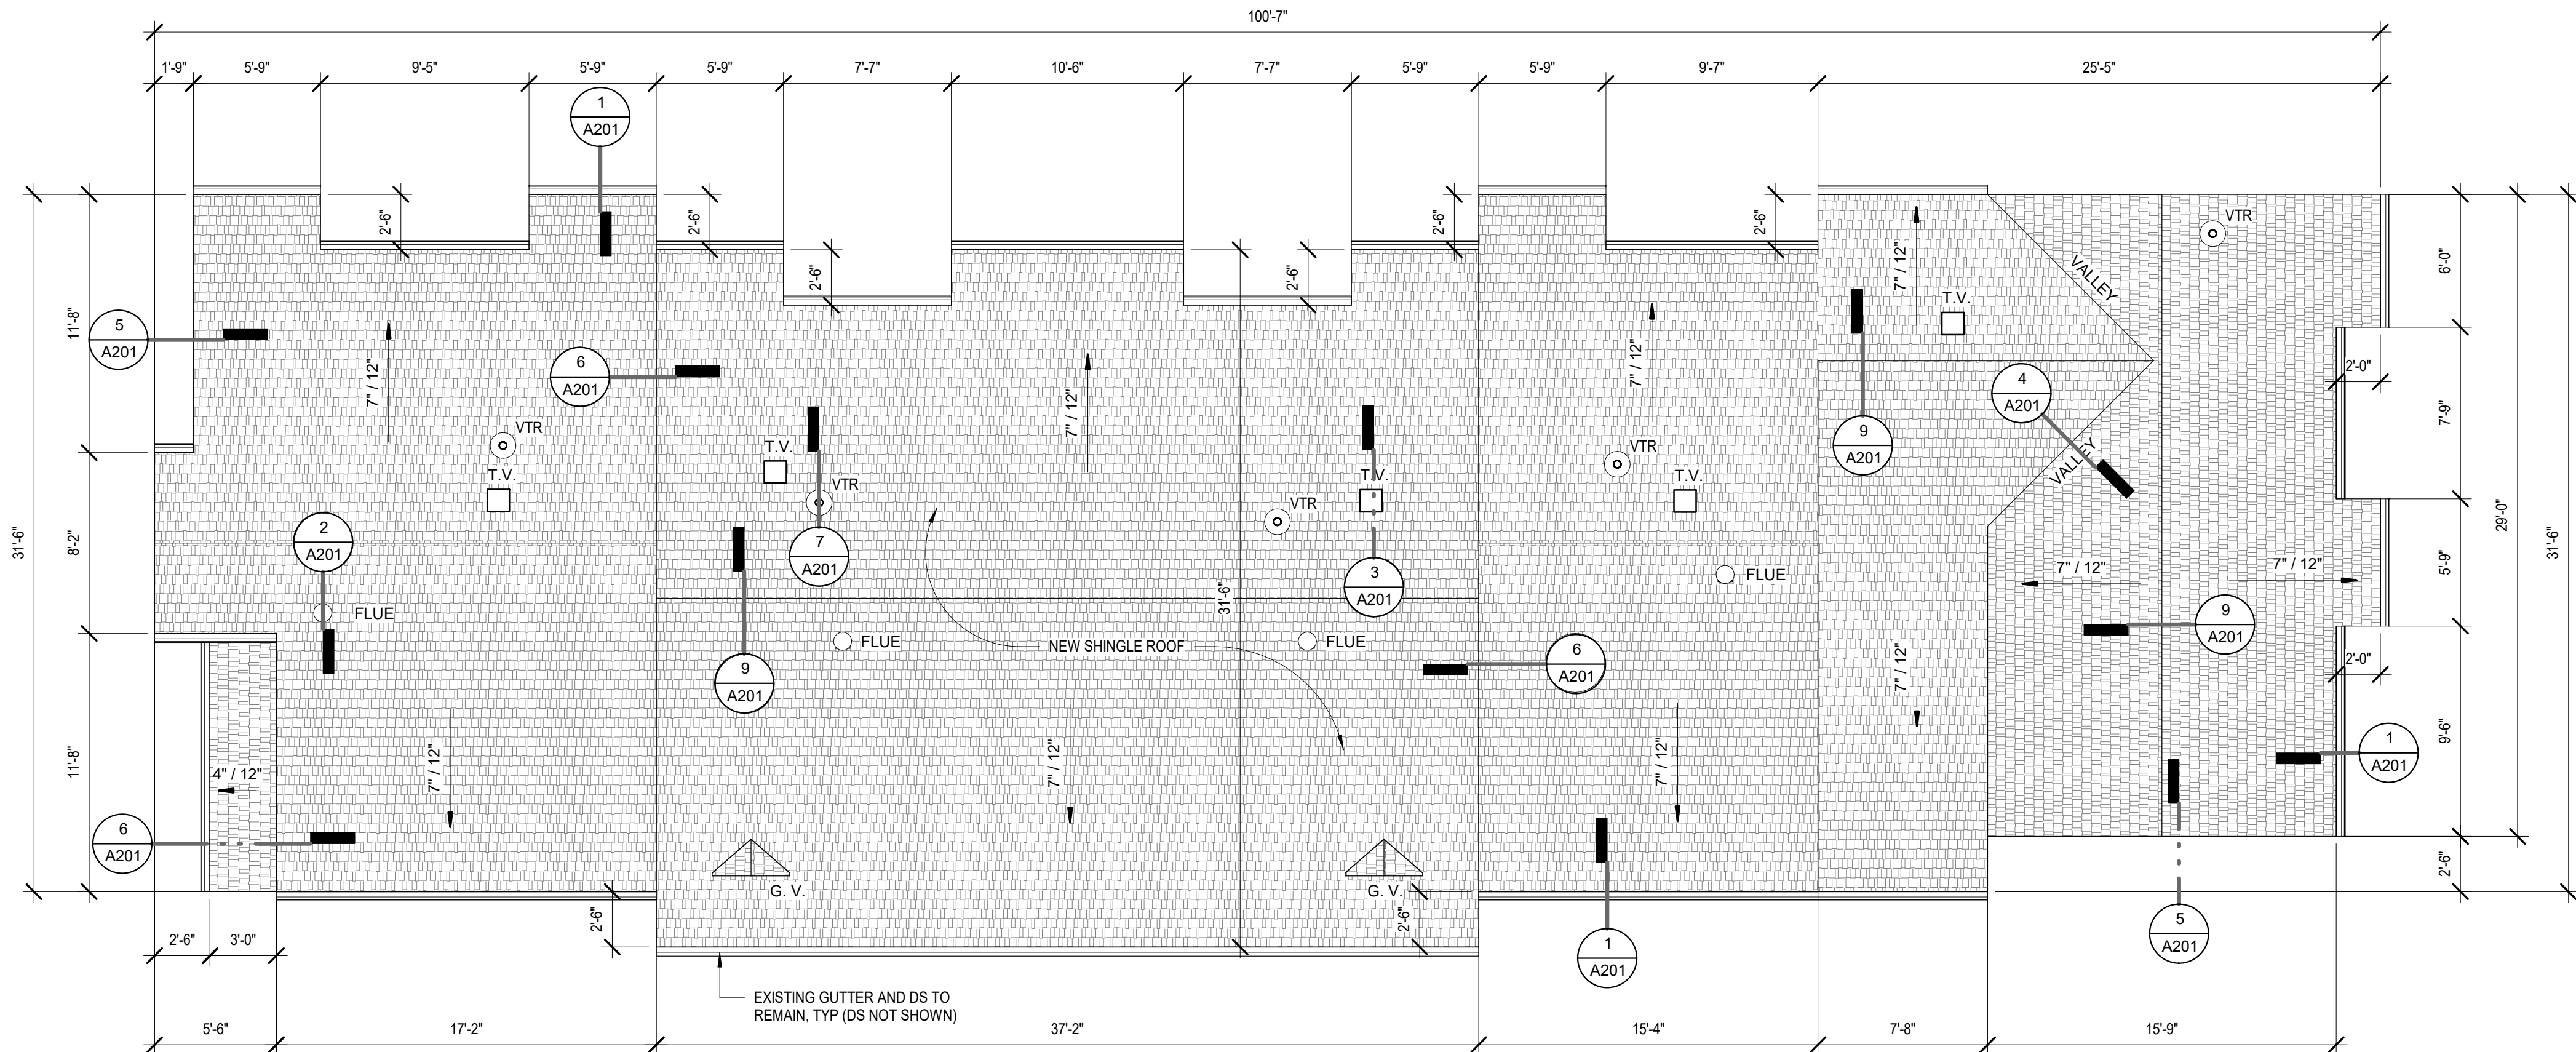 100'-7"
1'-9"
5'-9"
9'-5"
5'-9"
5'-9"
7'-7"
10'-6"
7'-7"
5'-9"
5'-9"
9'-7"
25'-5"
1
A201
2'-6"
2'-6"
2'-6"
2'-6"
2'-6"
2'-6"
VTR
7" / 12"
VALLEY
T.V.
6'-0"
31'-6"
11'-8"
5
A201
7" / 12"
6
A201
7" / 12"
7" / 12"
4
A201
2'-0"
7'-9"
29'-0"
31'-6"
VTR
T.V.
T.V.
VTR
VTR
T.V.
VTR
T.V.
9
A201
VALLEY
8'-2"
2
A201
7
A201
3
A201
FLUE
7" / 12"
7" / 12"
5'-9"
FLUE
FLUE
31'-6"
FLUE
NEW SHINGLE ROOF
9
A201
6
A201
9
A201
2'-0"
7" / 12"
11'-8"
4" / 12"
7" / 12"
7" / 12"
7" / 12"
1
A201
9'-6"
6
A201
G. V.
G. V.
2'-6"
2'-6"
2'-6"
2'-6"
3'-0"
1
A201
5
A201
EXISTING GUTTER AND DS TO
REMAIN, TYP (DS NOT SHOWN)
5'-6"
17'-2"
37'-2"
15'-4"
7'-8"
15'-9"